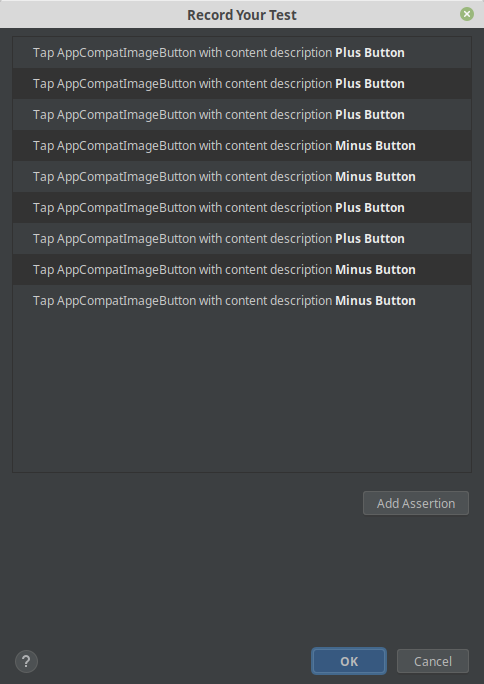 Record Your Test
Tap AppCompatImageButton with content description Plus Button
Tap AppCompatImageButton with content description Plus Button
Tap AppCompatImageButton with content description Plus Button
Tap AppCompatImageButton with content description Minus Button
Tap AppCompatImageButton with content description Minus Button
Tap AppCompatImageButton with content description Plus Button
Tap AppCompatImageButton with content description Plus Button
Tap AppCompatImageButton with content description Minus Button
Tap AppCompatImageButton with content description Minus Button
Add Assertion
? OK Cancel